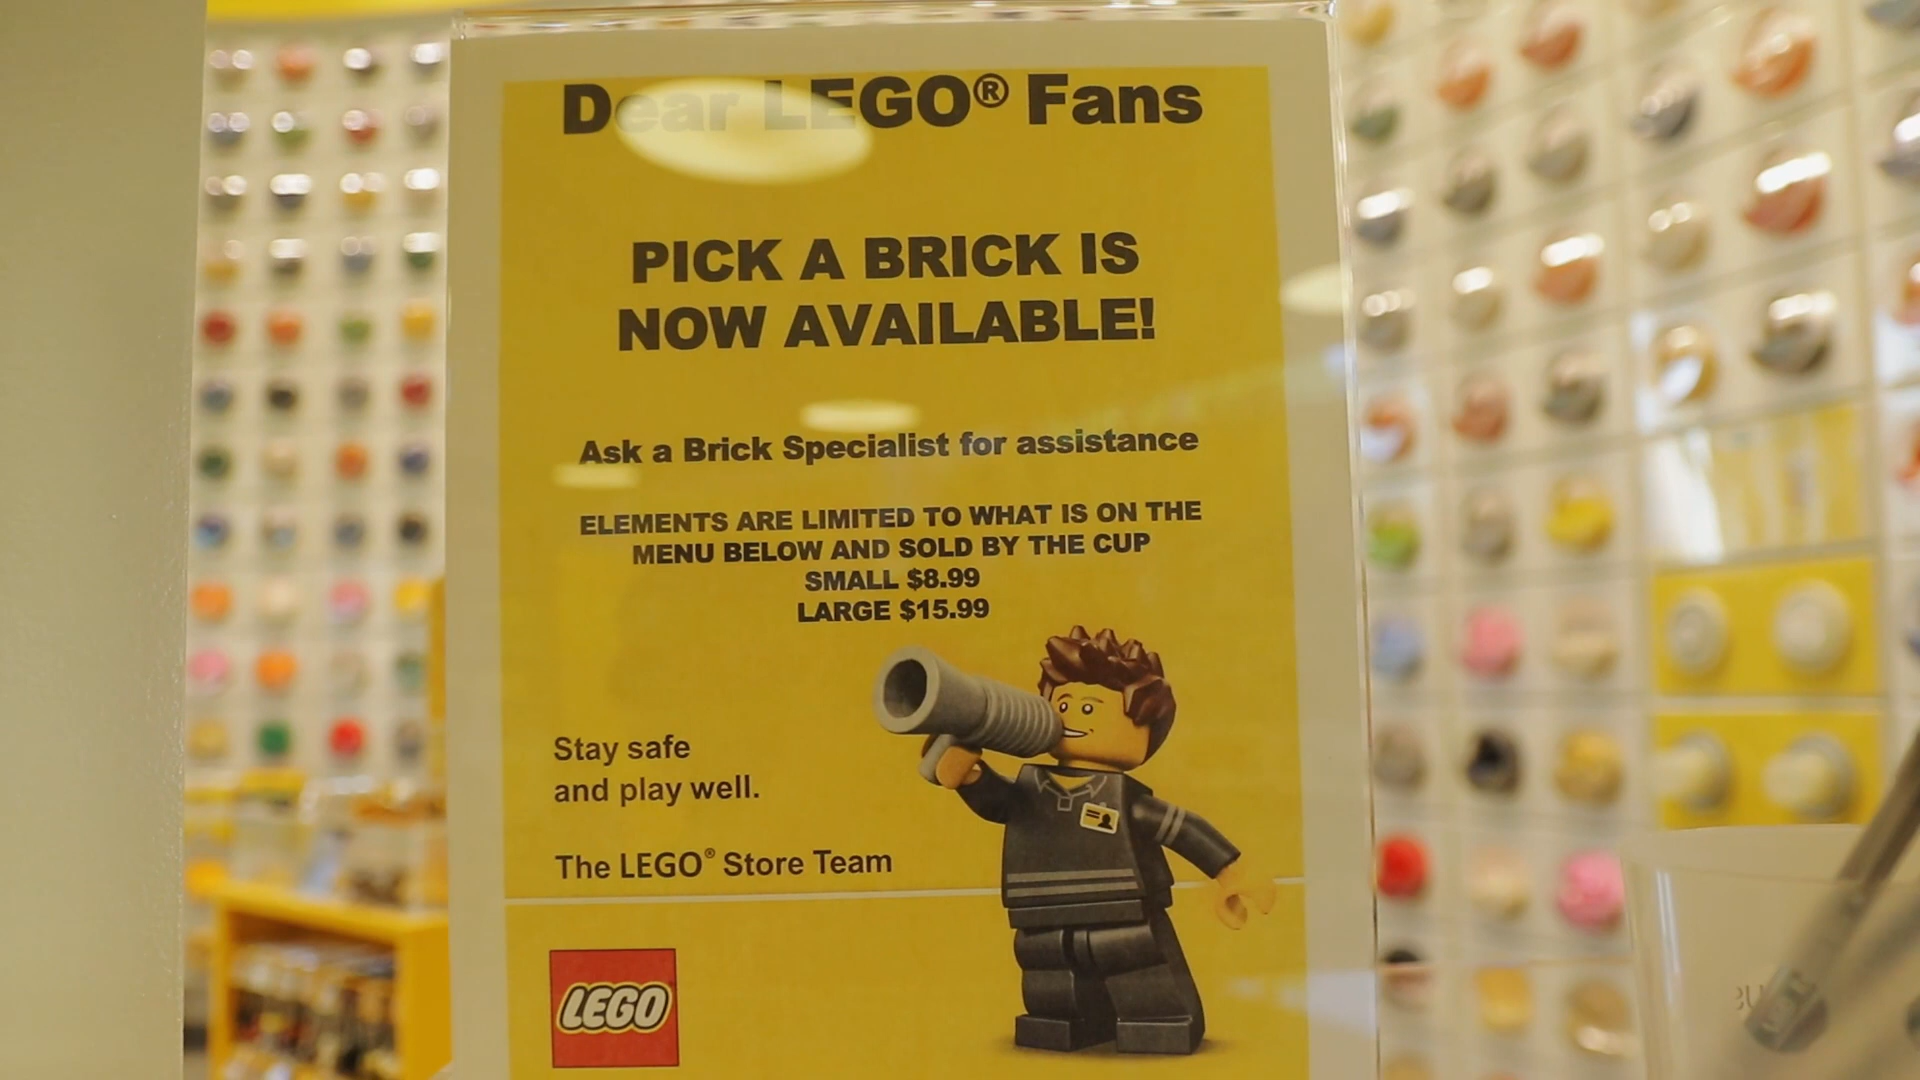 Dear LEGO® Fans
PICK A BRICK IS
NOW AVAILABLE!
Ask a Brick Specialist for assistance
ELEMENTS ARE LIMITED TO WHAT IS ON THE
MENU BELOW AND SOLD BY THE CUP
SMALL $8.99
LARGE $15.99
Stay safe
and play well.
The LEGO® Store Team
LEGO